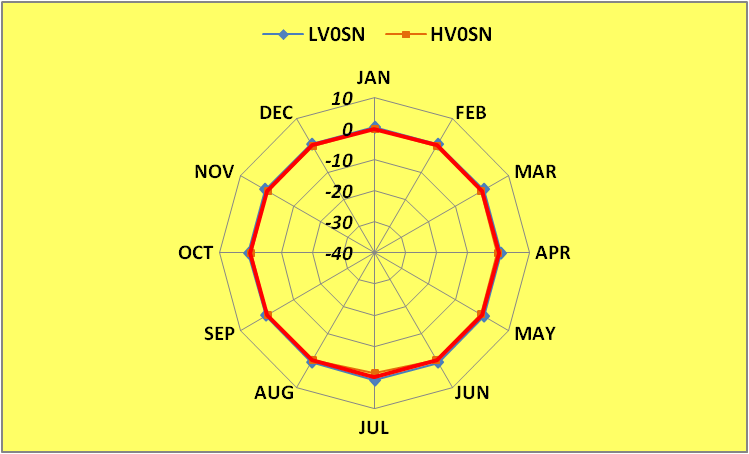 LV0SN HV0SN
JAN
10
DEC FEB
0
-10
NOV MAR
-20
-30
OCT -40 APR
SEP MAY
AUG JUN
JUL